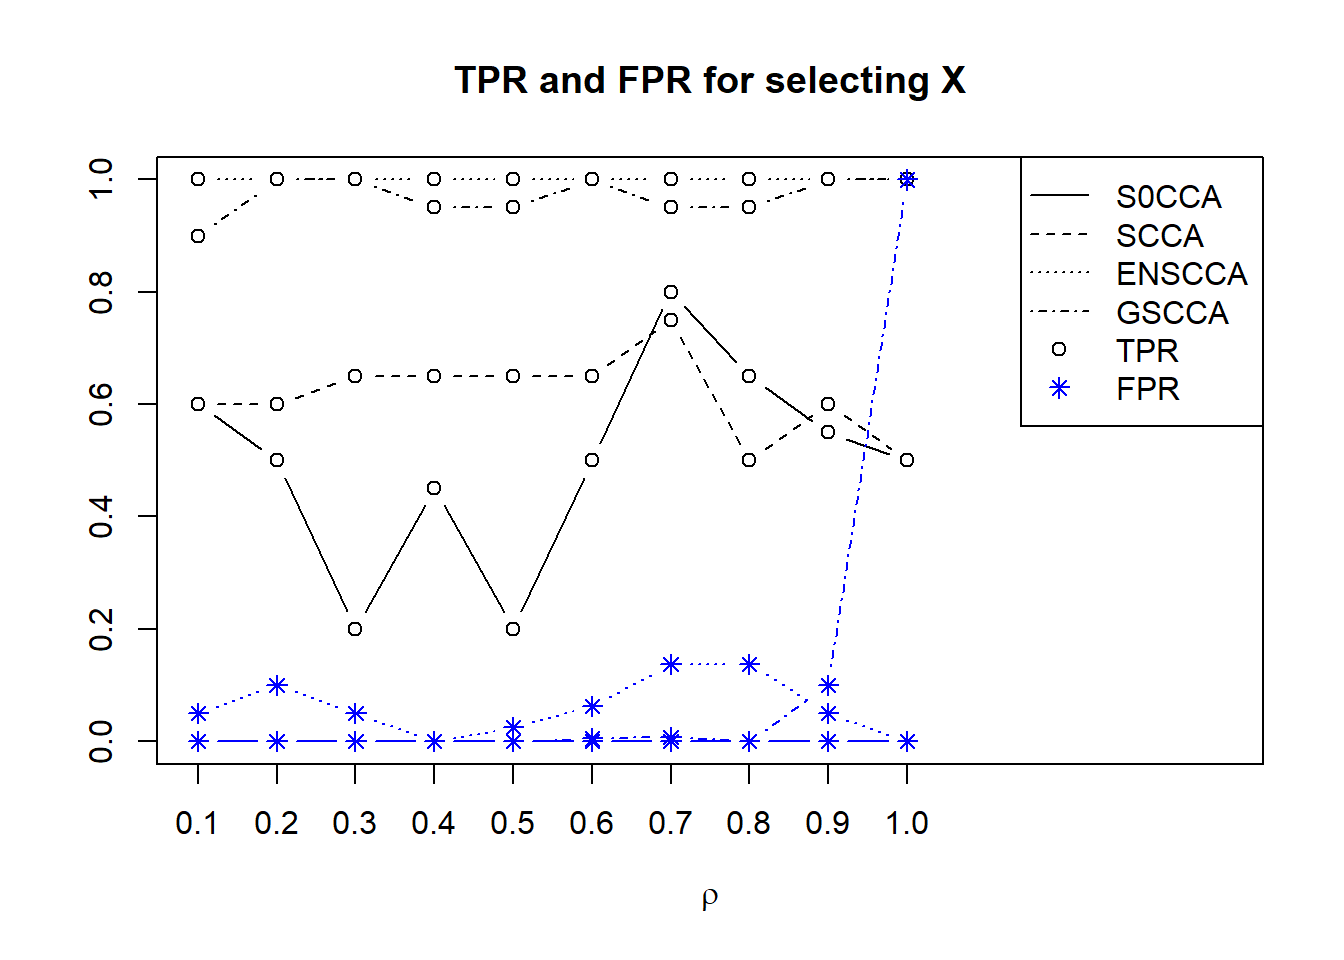 TPR and FPR for selecting X
1.0
0.8
0.6
0.4
0.2
0.0
S0CCA
SCCA
ENSCCA
GSCCA
TPR
FPR
0.1 0.2 0.3 0.4 0.5 0.6 0.7 0.8 0.9 1.0
ρ